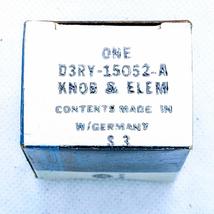 ONE
D3RY-15052-A
KNOB & ELEM
CONTENTS MADE IN
W/GERMANY
S 3